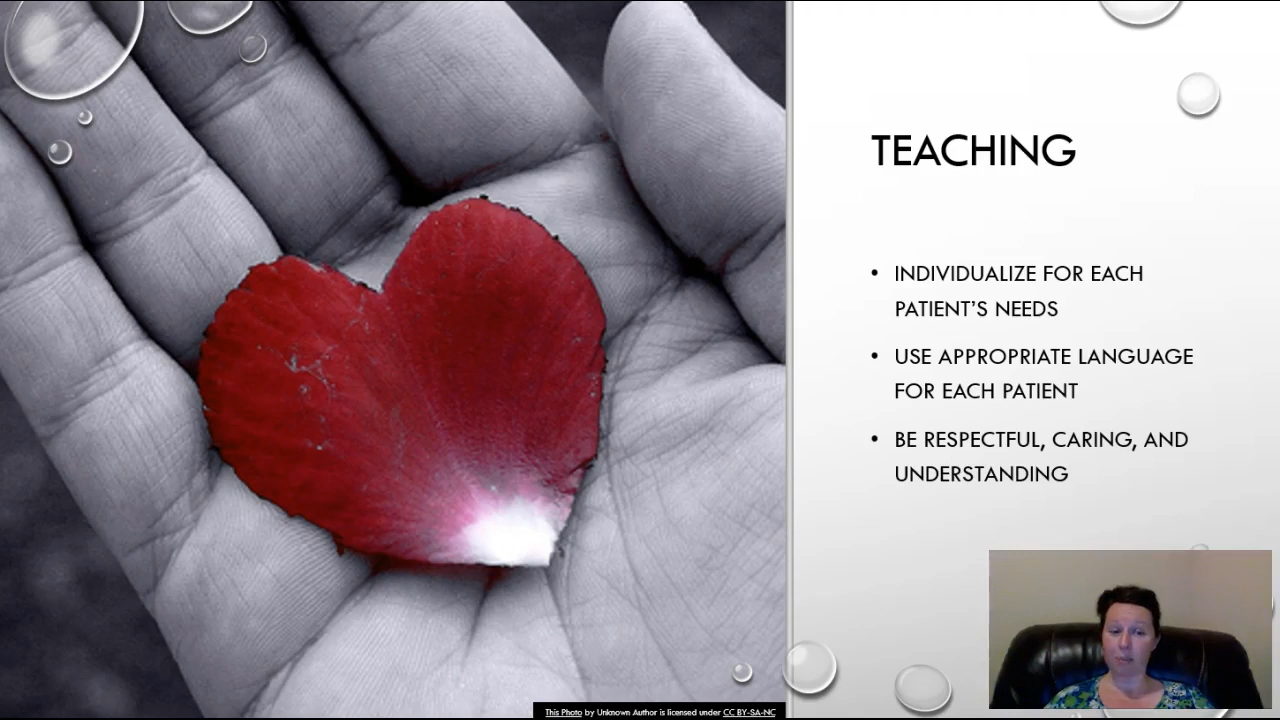 TEACHING
• INDIVIDUALIZE FOR EACH
PATIENT'S NEEDS
• USE APPROPRIATE LANGUAGE
FOR EACH PATIENT
• BE RESPECTFUL, CARING, AND
UNDERSTANDING
This Photo by Unknown Author is licensed under CC BY-SA-NC